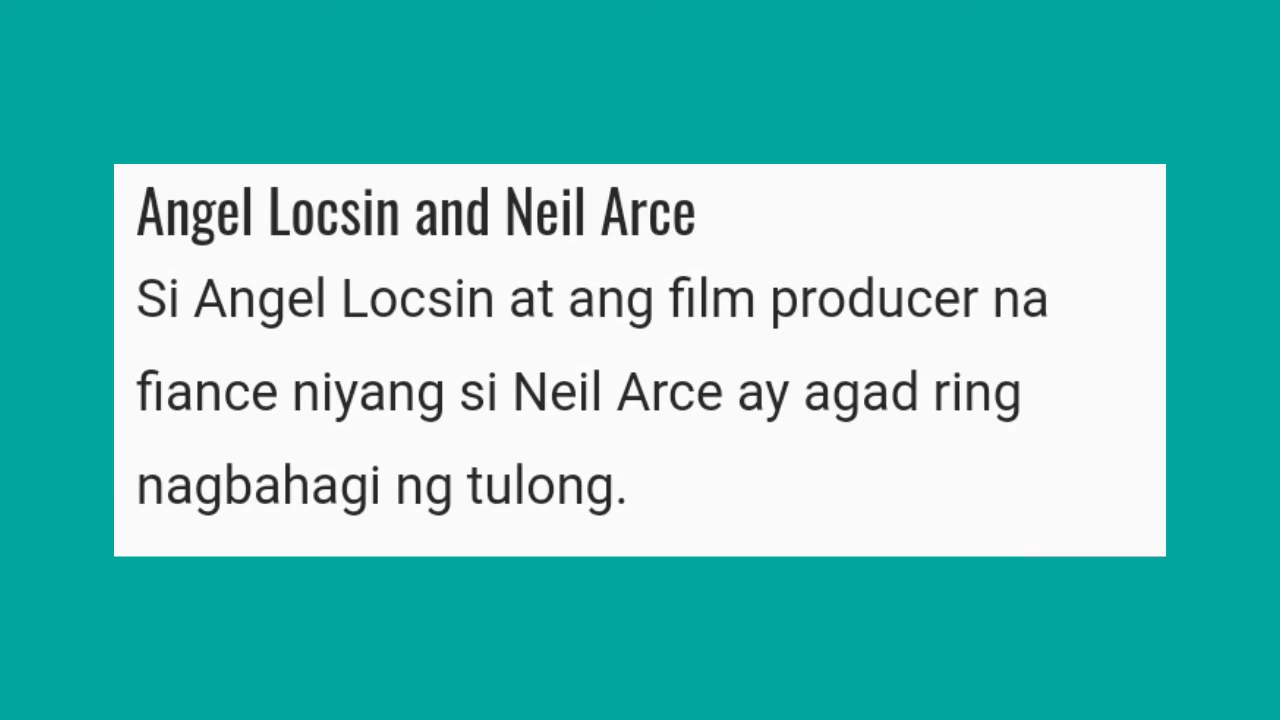 Angel Locsin and Neil Arce
Si Angel Locsin at ang film producer na
fiance niyang si Neil Arce ay agad ring
nagbahagi ng tulong.